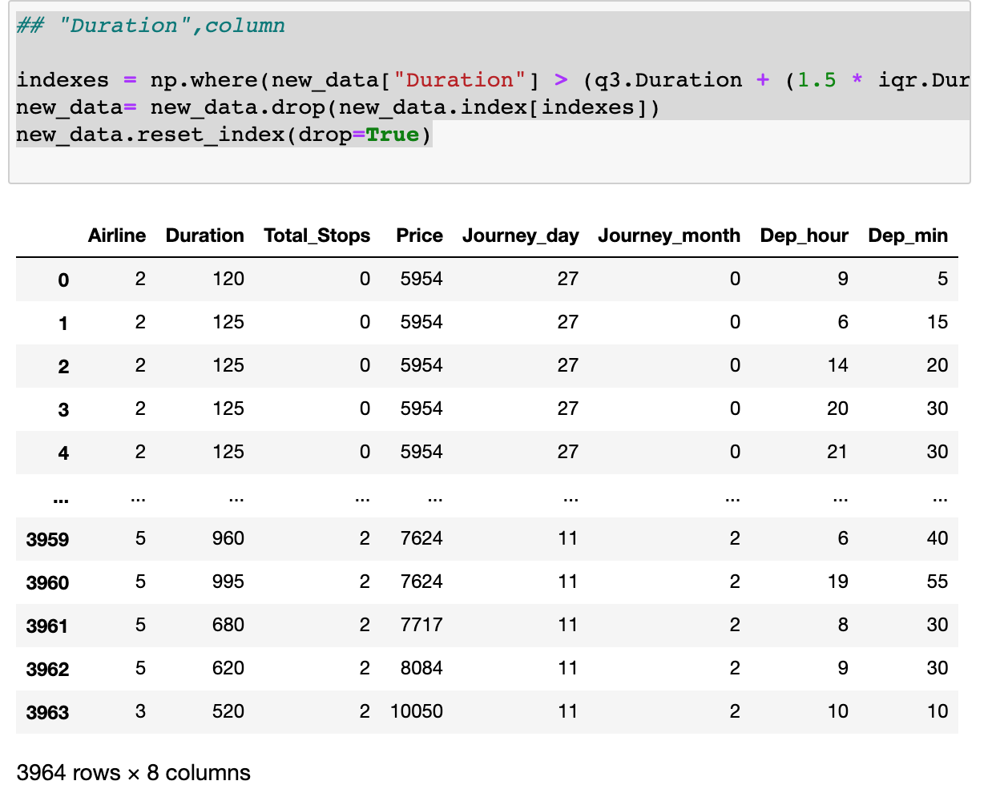 ## "Duration",column
indexes = np.where(new_data["Duration"] > (q3.Duration + (1.5 * iqr.Dur
new_data= new_data.drop(new_data.index[indexes])
new_data.reset_index(drop=True)
Airline Duration Total_Stops Price Journey_day Journey_month Dep_hour Dep_min
0 2 120 0 5954 27 0 9 5
1 2 125 0 5954 27 0 6 15
2 2 125 0 5954 27 0 14 20
3 2 125 0 5954 27 0 20 30
4 2 125 0 5954 27 0 21 30
... ... ... ... ... ... ... ... ...
3959 5 960 2 7624 11 2 6 40
3960 5 995 2 7624 11 2 19 55
3961 5 680 2 7717 11 2 8 30
3962 5 620 2 8084 11 2 9 30
3963 3 520 2 10050 11 2 10 10
3964 rows × 8 columns